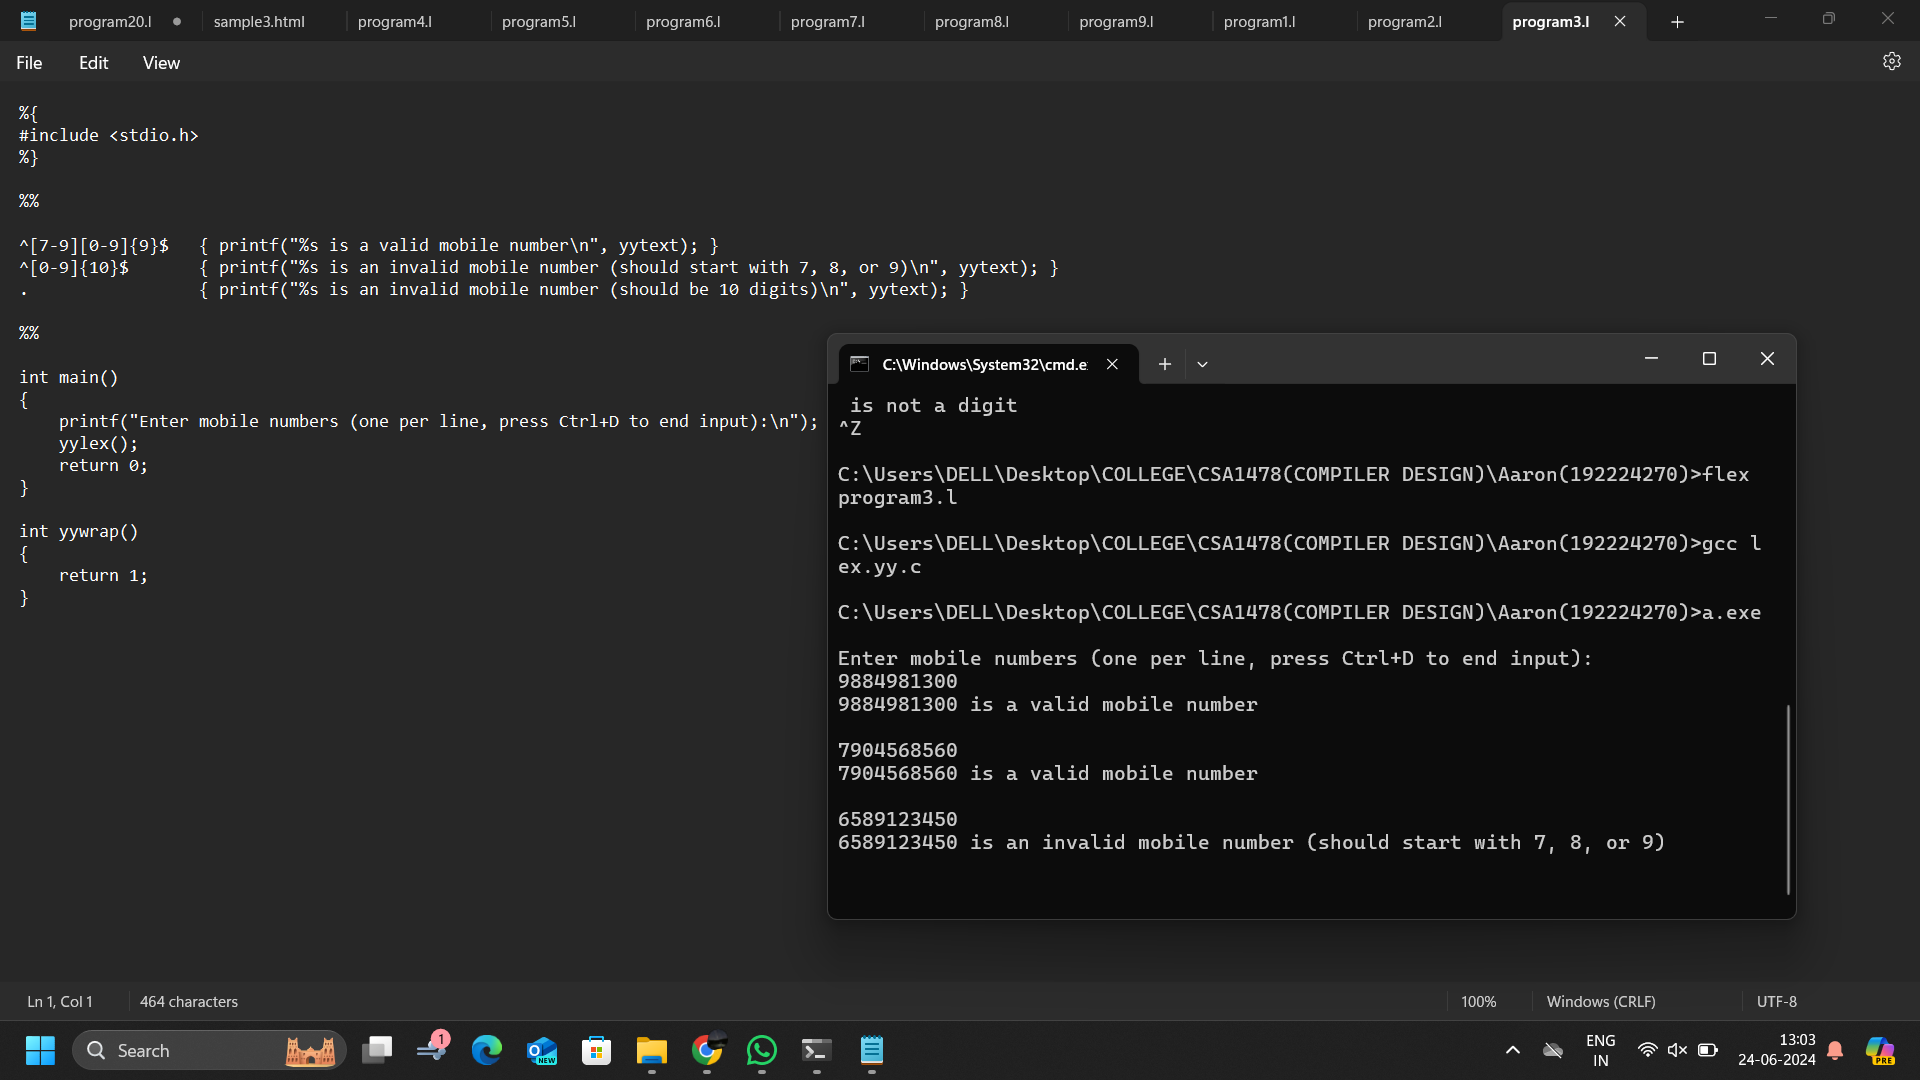 program20.l
sample3.html
program4.l
program5.l
program6.l
program7.l
program8.l
program9.l
program1.l
program2.l
program3.l
File Edit View
%{
#include <stdio.h>
%}
%%
^[7-9][0-9]{9}$   { printf("%s is a valid mobile number\n", yytext); }
^[0-9]{10}$       { printf("%s is an invalid mobile number (should start with 7, 8, or 9)\n", yytext); }
.                 { printf("%s is an invalid mobile number (should be 10 digits)\n", yytext); }
%%
int main()
{
    printf("Enter mobile numbers (one per line, press Ctrl+D to end input):\n");
    yylex();
    return 0;
}
int yywrap()
{
    return 1;
}
C:\Windows\System32\cmd.e
 is not a digit
^Z
C:\Users\DELL\Desktop\COLLEGE\CSA1478(COMPILER DESIGN)\Aaron(192224270)>flex
program3.l
C:\Users\DELL\Desktop\COLLEGE\CSA1478(COMPILER DESIGN)\Aaron(192224270)>gcc l
ex.yy.c
C:\Users\DELL\Desktop\COLLEGE\CSA1478(COMPILER DESIGN)\Aaron(192224270)>a.exe
Enter mobile numbers (one per line, press Ctrl+D to end input):
9884981300
9884981300 is a valid mobile number
7904568560
7904568560 is a valid mobile number
6589123450
6589123450 is an invalid mobile number (should start with 7, 8, or 9)
Ln 1, Col 1
464 characters
100%
Windows (CRLF)
UTF-8
Search
1
NEW
ENG
IN
13:03
24-06-2024
PRE